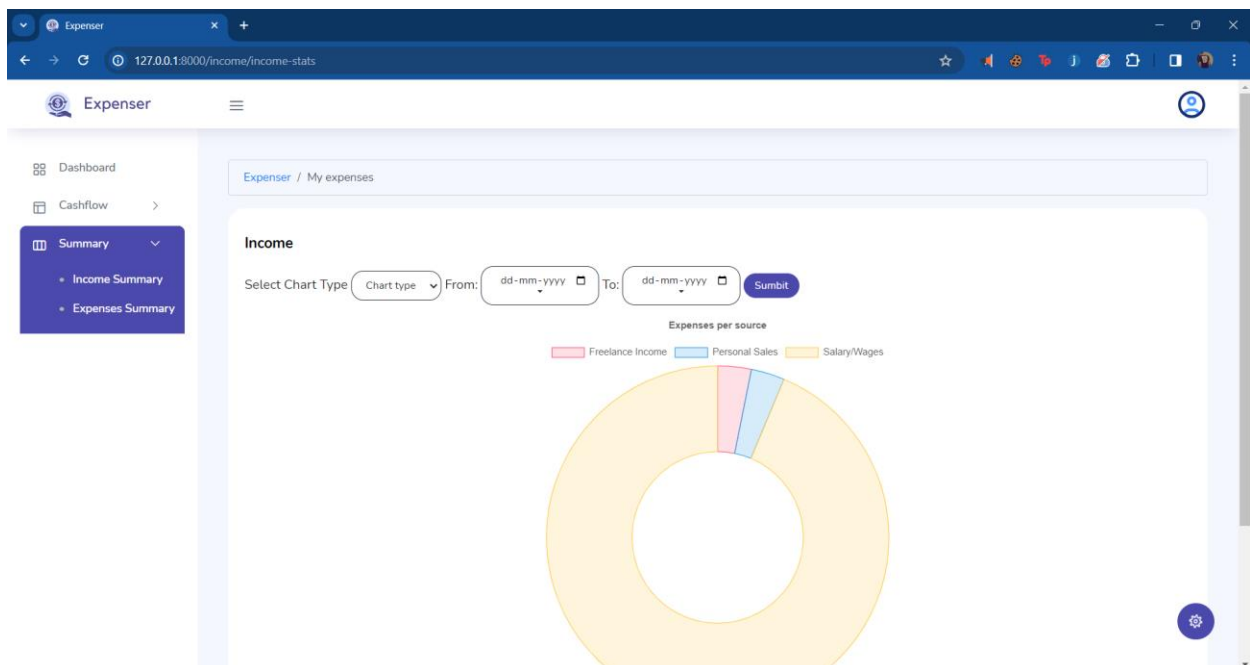 Expenser
127.0.0.1:8000/income/income-stats
Expenser
Dashboard
Cashflow
Summary
Income Summary
Expenses Summary
Expenser / My expenses
Income
Select Chart Type Chart type From: dd-mm-yyyy To: dd-mm-yyyy Sumbit
Expenses per source
Freelance Income Personal Sales Salary/Wages